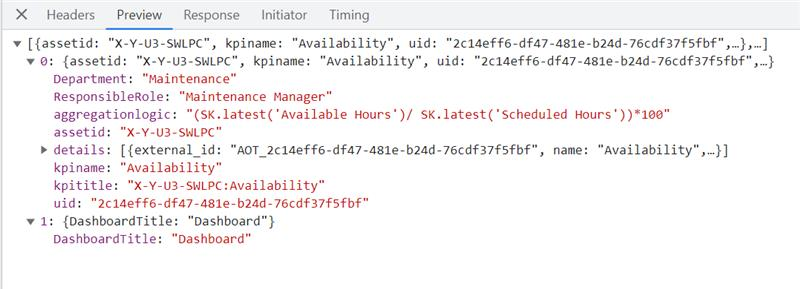 Headers Preview Response Initiator Timing
[{assetid: "X-Y-U3-SWLPC", kpiname: "Availability", uid: "2c14eff6-df47-481e-b24d-76cdf37f5fbf",…},…]
0: {assetid: "X-Y-U3-SWLPC", kpiname: "Availability", uid: "2c14eff6-df47-481e-b24d-76cdf37f5fbf",…}
Department: "Maintenance"
ResponsibleRole: "Maintenance Manager"
aggregationlogic: "(SK.latest('Available Hours')/ SK.latest('Scheduled Hours'))*100"
assetid: "X-Y-U3-SWLPC"
details: [{external_id: "AOT_2c14eff6-df47-481e-b24d-76cdf37f5fbf", name: "Availability",…}]
kpiname: "Availability"
kpititle: "X-Y-U3-SWLPC:Availability"
uid: "2c14eff6-df47-481e-b24d-76cdf37f5fbf"
1: {DashboardTitle: "Dashboard"}
DashboardTitle: "Dashboard"